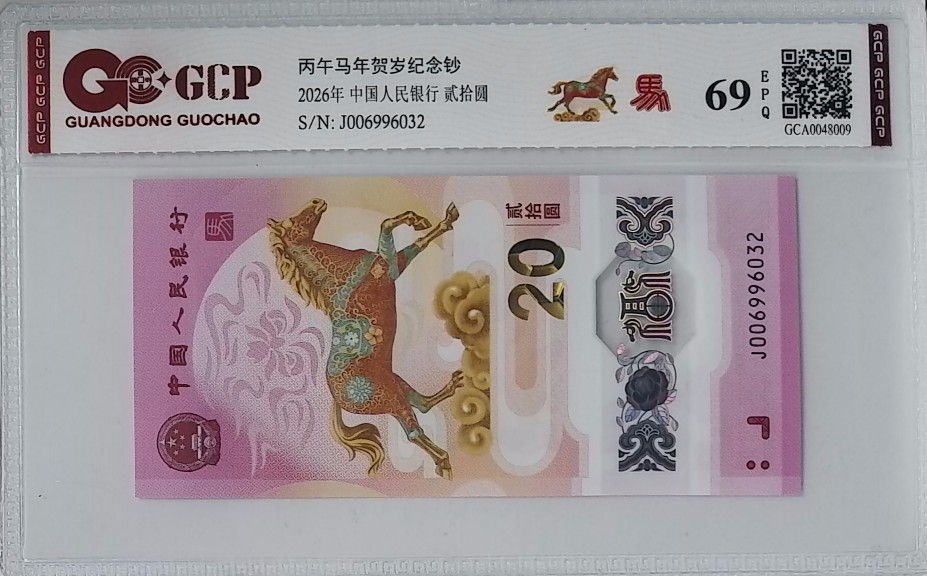 GCP
GUANGDONG GUOCHAO
丙午马年贺岁纪念钞
2026年 中国人民银行 贰拾圆
S/N: J006996032
馬
69
EPQ
GCA0048009
GCP GCP GCP
GCP GCP GCP
中国人民银行
馬
贰拾圆
20
福
J006996032